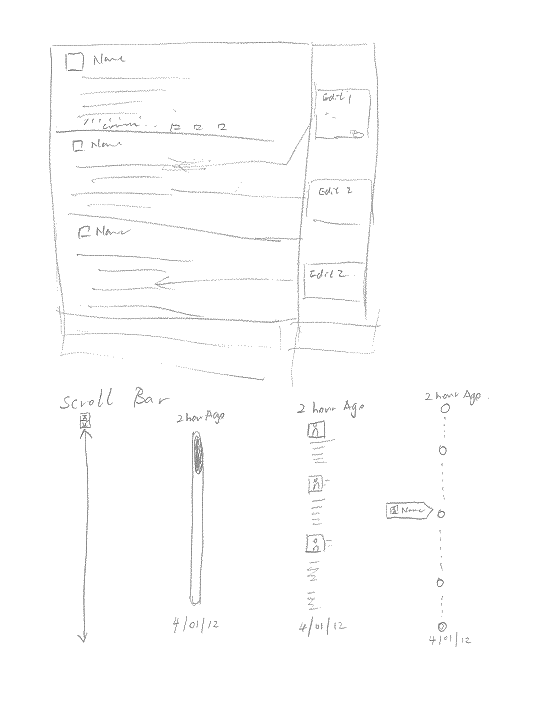 Name
Edit 1
Name
Edit 2
Name
Edit 2
Scroll Bar
2 hour Ago
2 hour Ago
2 hour Ago
Name
4/01/12
4/01/12
4/01/12